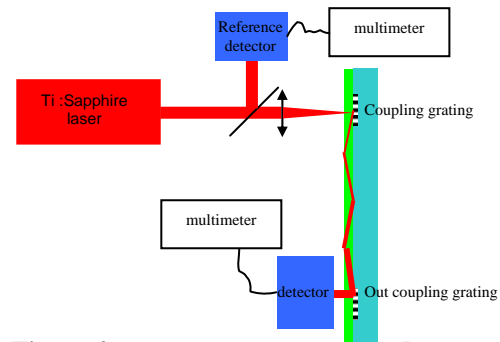 Reference
detector
multimeter
Ti :Sapphire
laser
Coupling grating
multimeter
detector
Out coupling grating